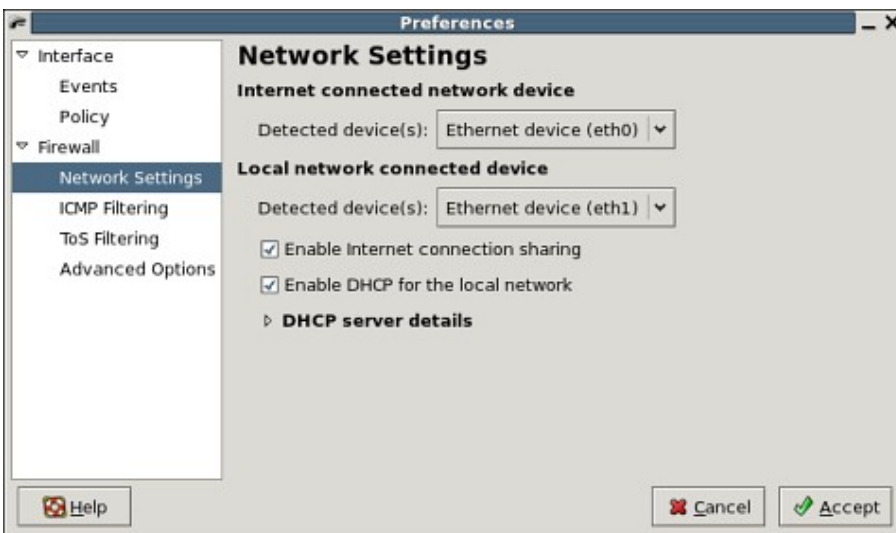 Preferences
Interface
Events
Policy
Firewall
Network Settings
ICMP Filtering
ToS Filtering
Advanced Options
Network Settings
Internet connected network device
Detected device(s): Ethernet device (eth0)
Local network connected device
Detected device(s): Ethernet device (eth1)
Enable Internet connection sharing
Enable DHCP for the local network
DHCP server details
Help
Cancel
Accept